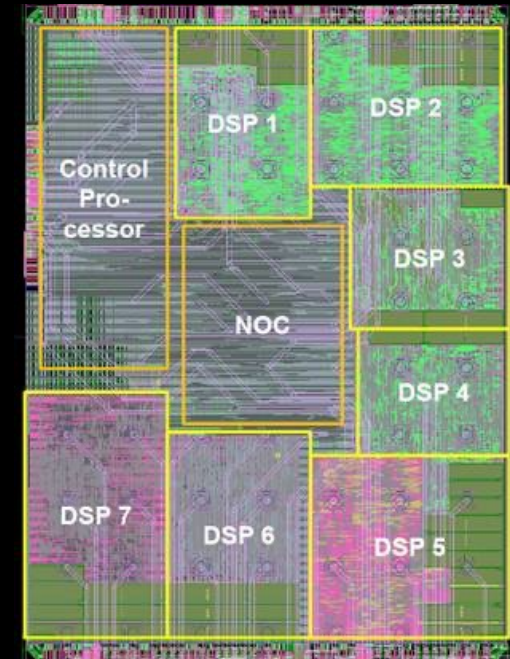 DSP 1
DSP 2
Control
Pro-
cessor
DSP 3
NOC
DSP 4
DSP 7
DSP 6
DSP 5